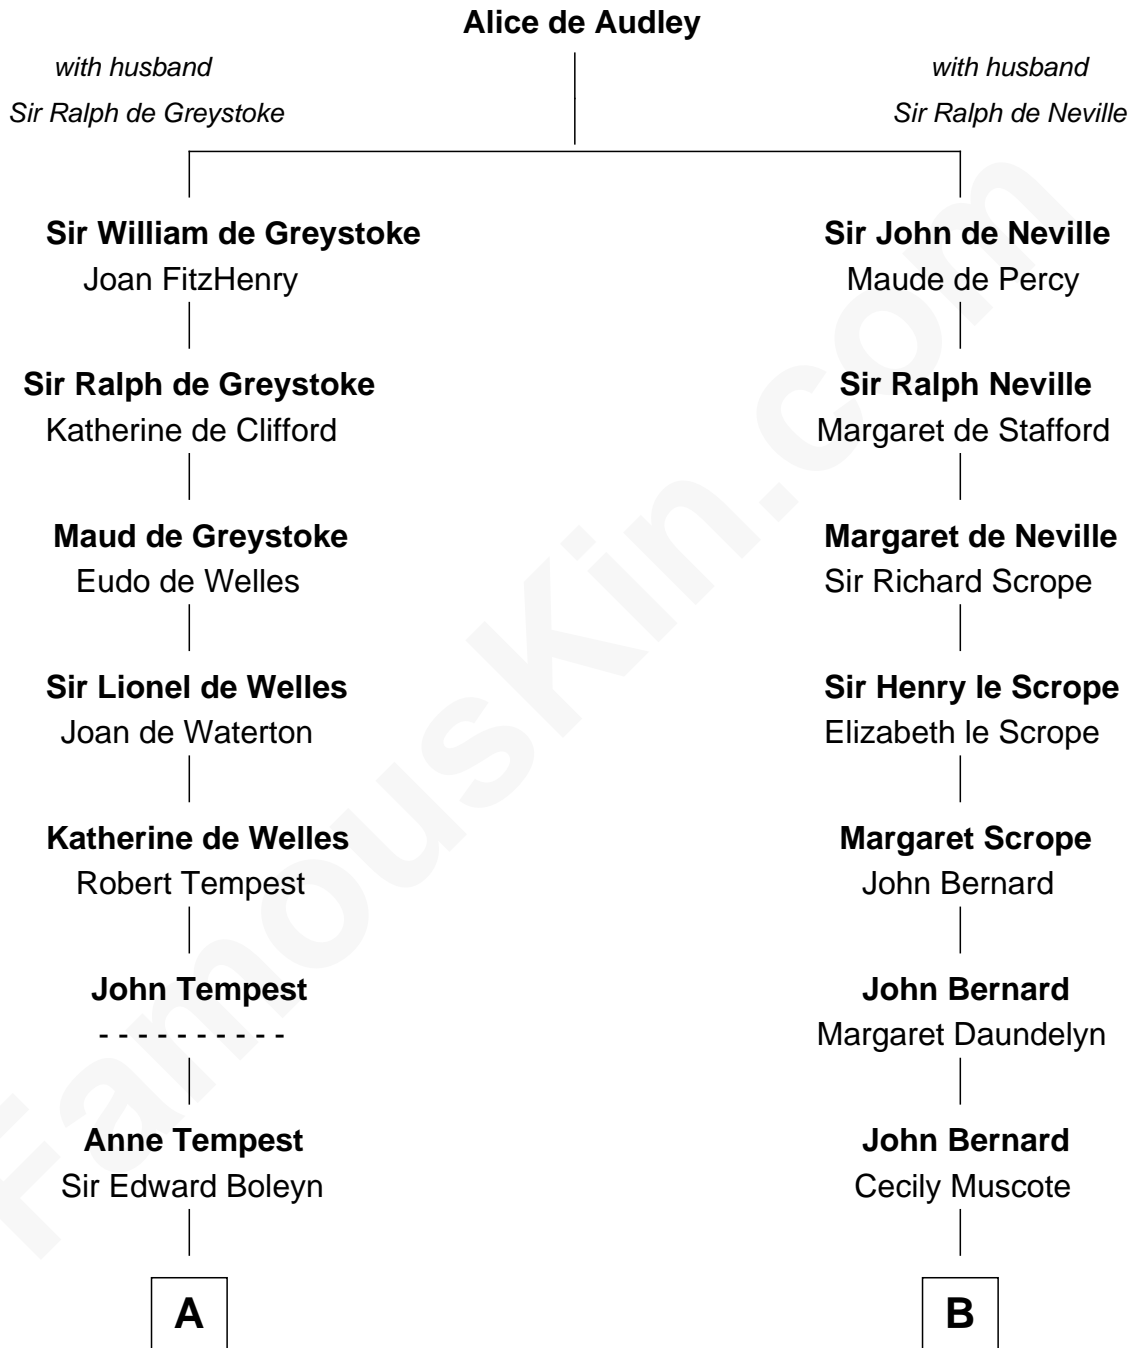 Alice de Audley
with husband
Sir Ralph de Greystoke
with husband
Sir Ralph de Neville
Sir William de Greystoke
Joan FitzHenry
Sir John de Neville
Maude de Percy
Sir Ralph de Greystoke
Katherine de Clifford
Sir Ralph Neville
Margaret de Stafford
Maud de Greystoke
Eudo de Welles
Margaret de Neville
Sir Richard Scrope
Sir Lionel de Welles
Joan de Waterton
Sir Henry le Scrope
Elizabeth le Scrope
Katherine de Welles
Robert Tempest
Margaret Scrope
John Bernard
John Tempest
- - - - - - - - - -
John Bernard
Margaret Daundelyn
Anne Tempest
Sir Edward Boleyn
John Bernard
Cecily Muscote
A
B
FamousKin.com